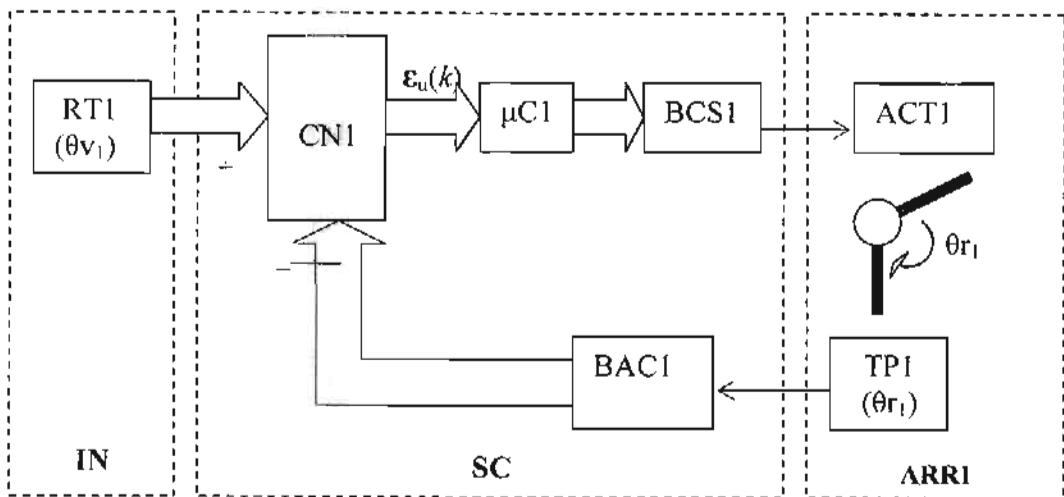 RT1
(θv₁)
+
CN1
εᵤ(k)
μC1
BCS1
ACT1
θr₁
−
BAC1
TP1
(θr₁)
IN
SC
ARR1